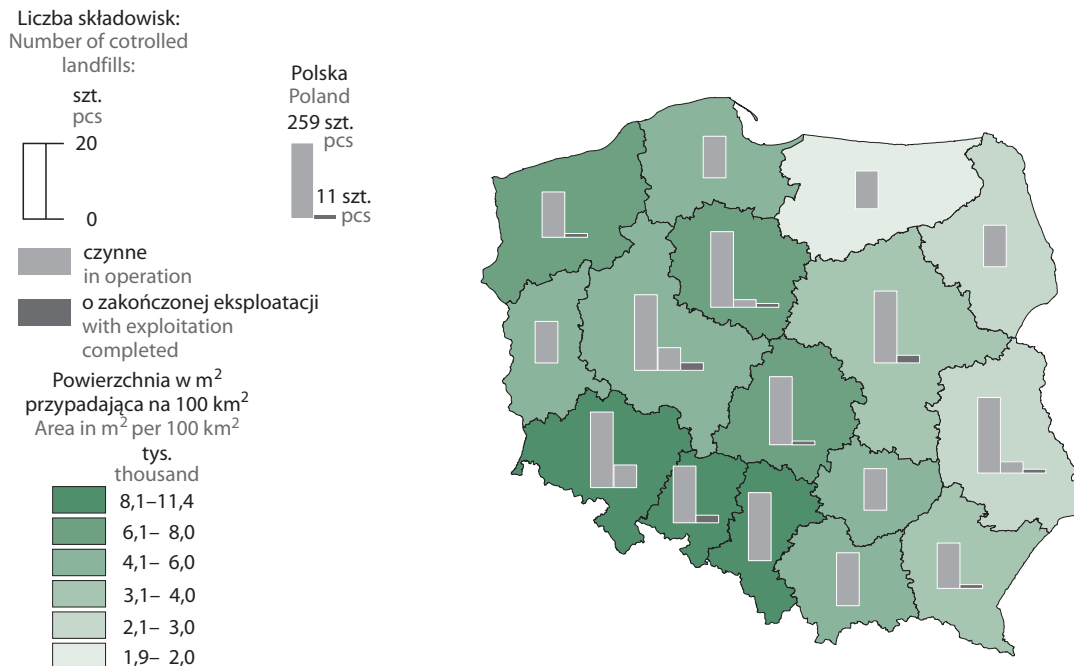 Liczba składowisk:
Number of cotrolled
landfills:
szt.
pcs
20
0
Polska
Poland
259 szt.
pcs
11 szt.
pcs
czynne
in operation
o zakończonej eksploatacji
with exploitation
completed
Powierzchnia w m²
przypadająca na 100 km²
Area in m² per 100 km²
tys.
thousand
8,1–11,4
6,1– 8,0
4,1– 6,0
3,1– 4,0
2,1– 3,0
1,9– 2,0